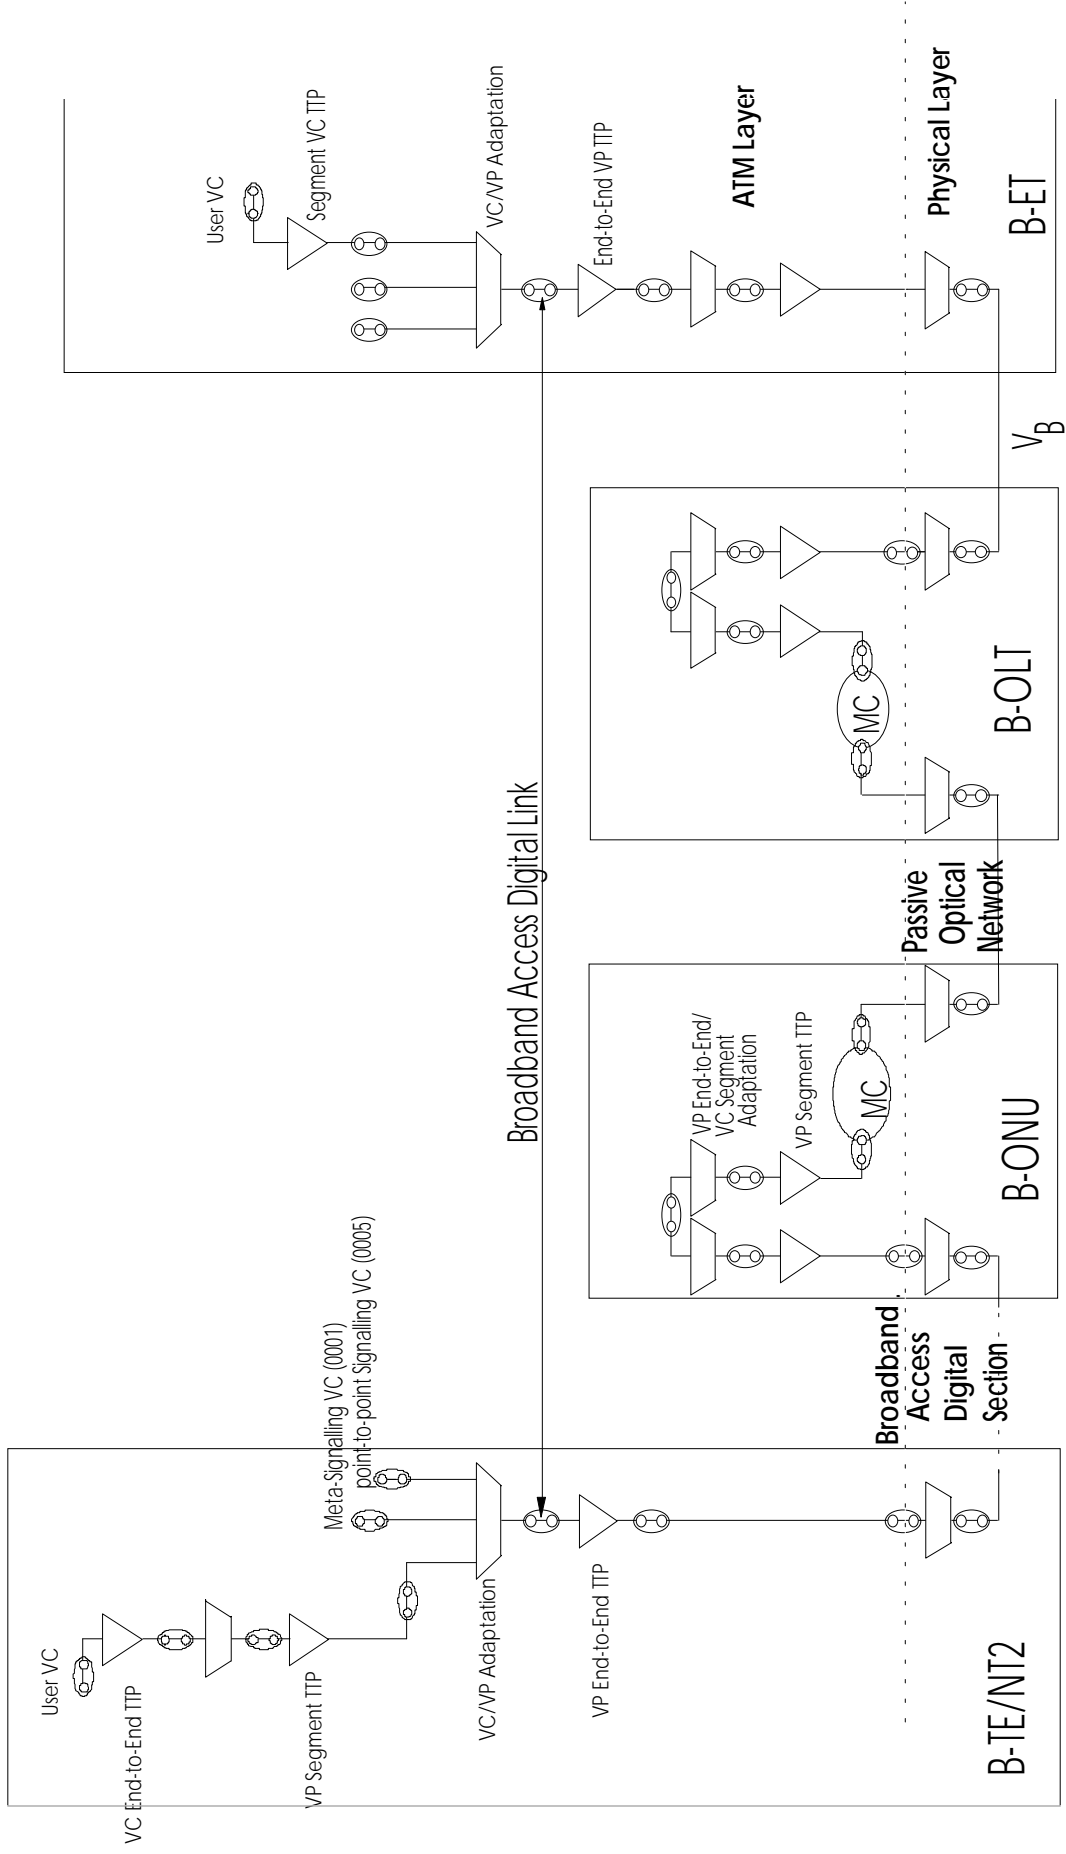 User VC
VC End-to-End TTP
VP Segment TTP
Meta-Signalling VC (0001)
point-to-point Signalling VC (0005)
VC/VP Adaptation
VP End-to-End TTP
B-TE/NT2
Broadband
Access
Digital
Section
Broadband Access Digital Link
VP End-to-End/
VC Segment
Adaptation
VP Segment TTP
MC
B-ONU
Passive
Optical
Network
MC
B-OLT
VB
User VC
Segment VC TTP
VC/VP Adaptation
End-to-End VP TTP
ATM Layer
Physical Layer
B-ET